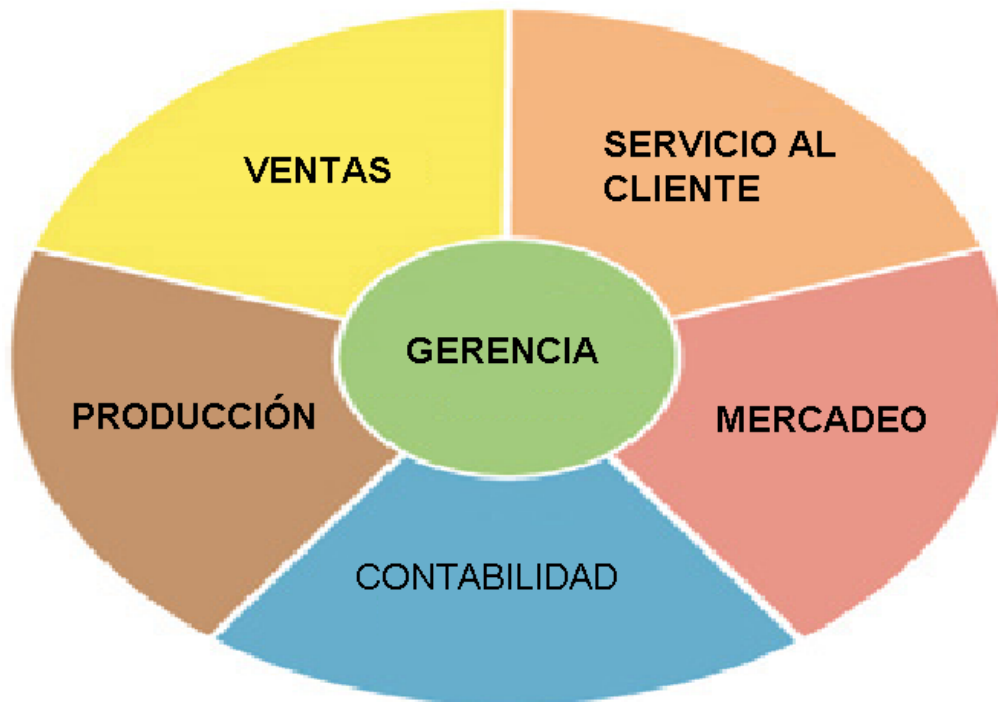 VENTAS
SERVICIO AL
CLIENTE
GERENCIA
PRODUCCIÓN
MERCADEO
CONTABILIDAD